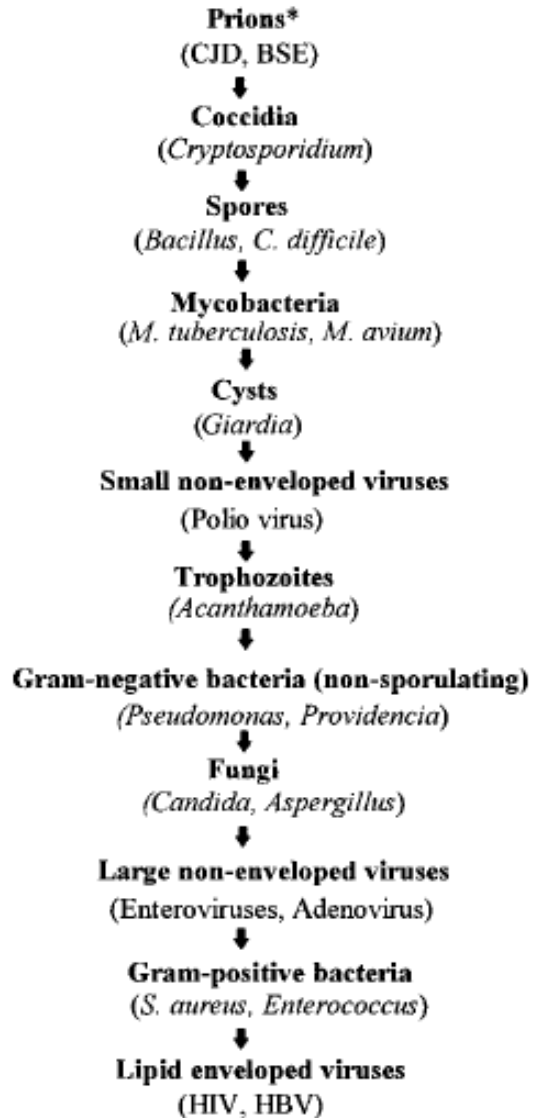 Prions*
(CJD, BSE)
Coccidia
(Cryptosporidium)
Spores
(Bacillus, C. difficile)
Mycobacteria
(M. tuberculosis, M. avium)
Cysts
(Giardia)
Small non-enveloped viruses
(Polio virus)
Trophozoites
(Acanthamoeba)
Gram-negative bacteria (non-sporulating)
(Pseudomonas, Providencia)
Fungi
(Candida, Aspergillus)
Large non-enveloped viruses
(Enteroviruses, Adenovirus)
Gram-positive bacteria
(S. aureus, Enterococcus)
Lipid enveloped viruses
(HIV, HBV)